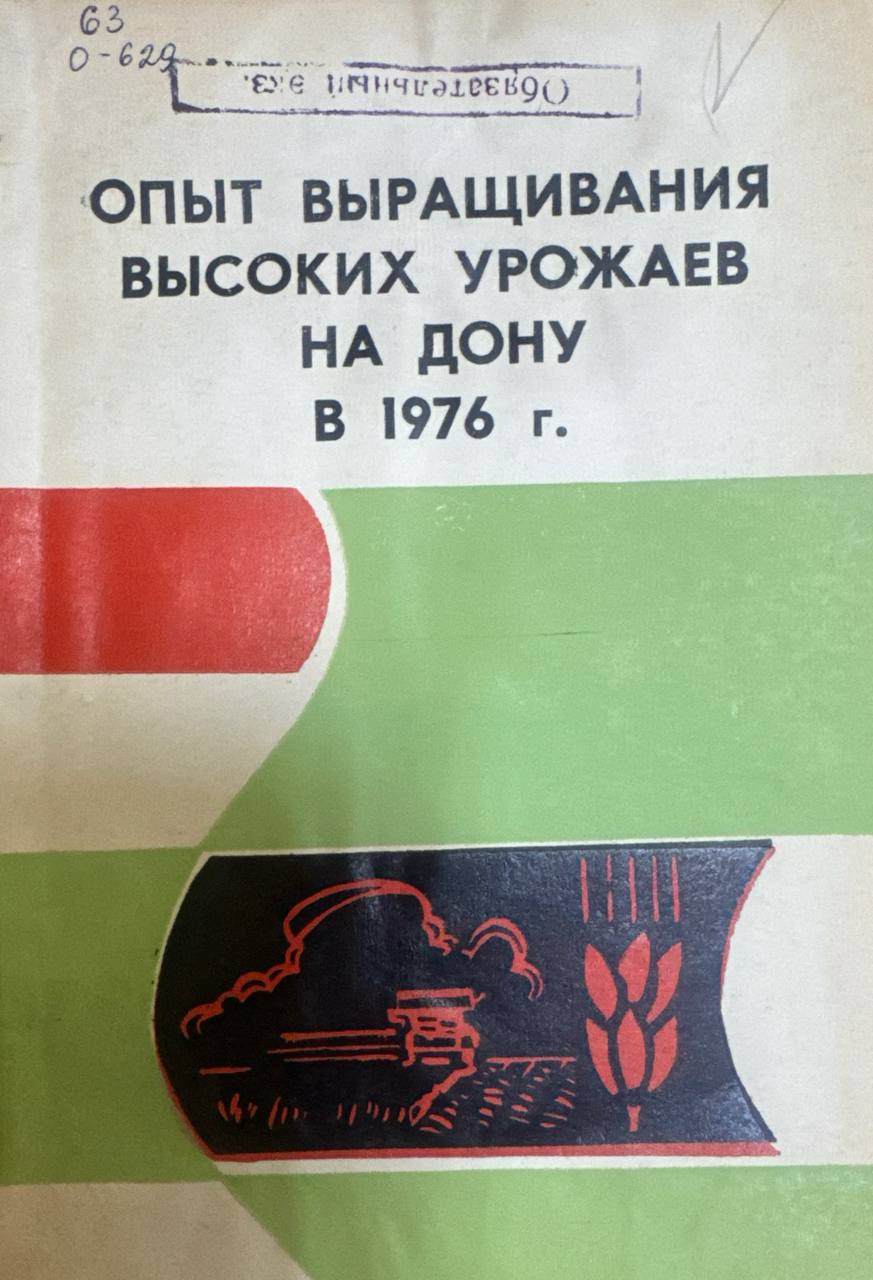 63
О-629
Обязательный экз.
ОПЫТ ВЫРАЩИВАНИЯ
ВЫСОКИХ УРОЖАЕВ
НА ДОНУ
В 1976 г.